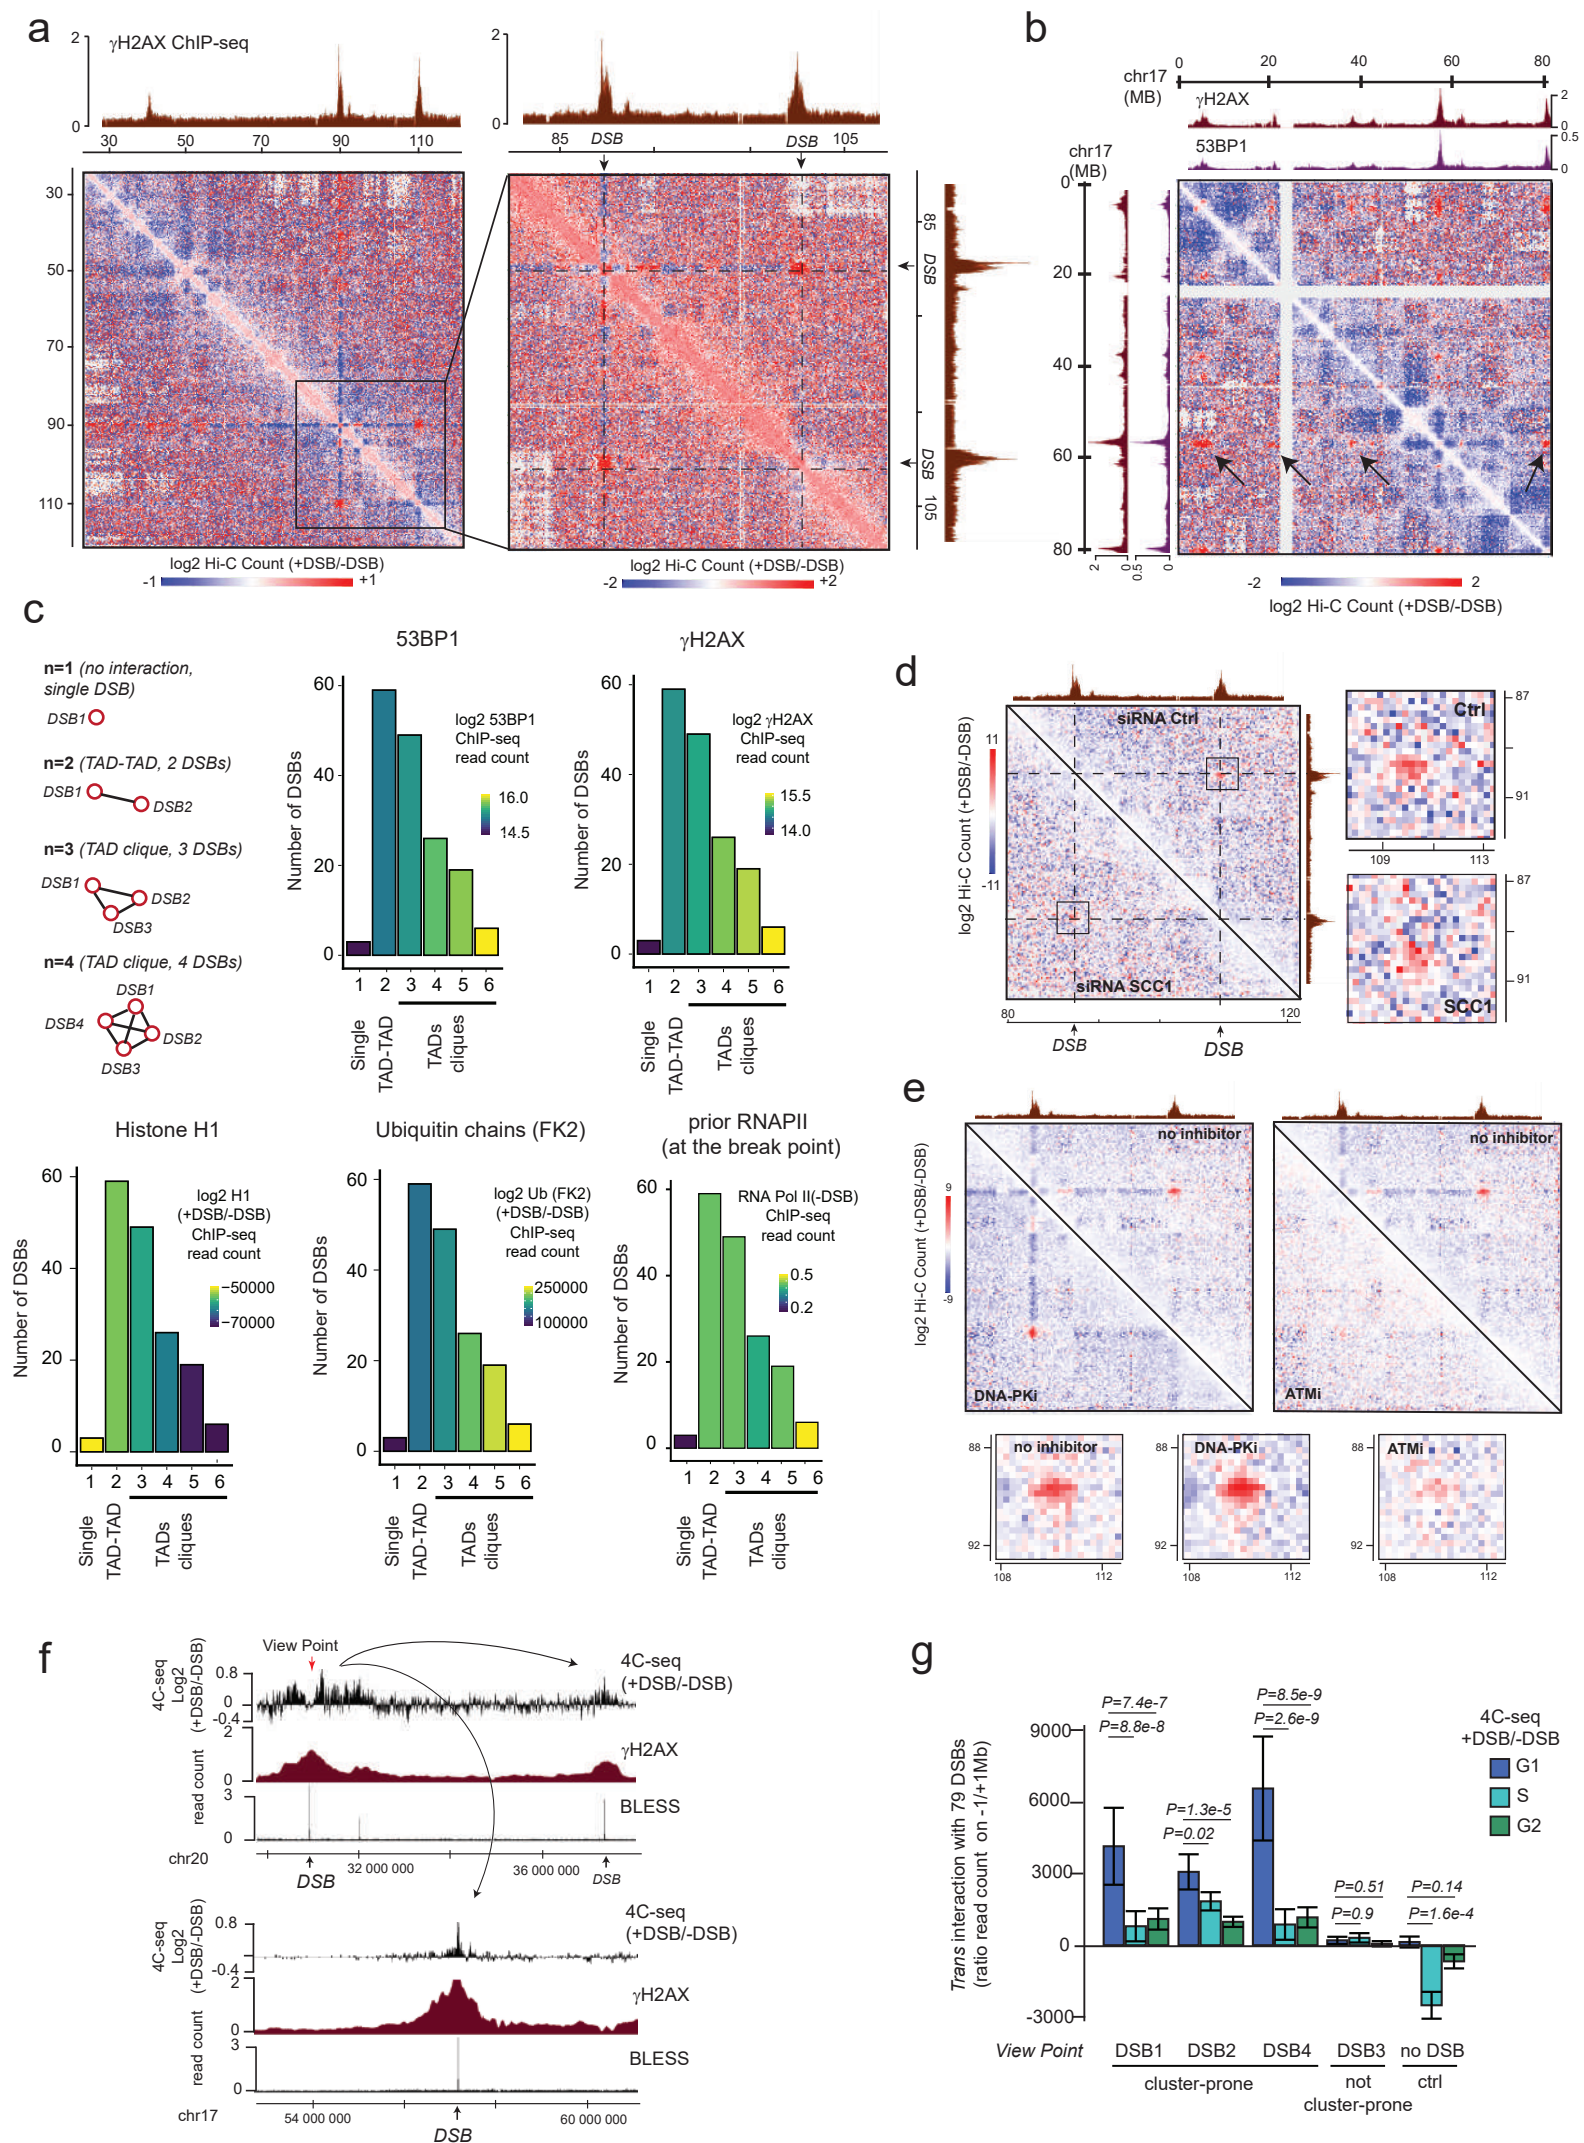 a
γH2AX ChIP-seq
2
0
30
50
70
90
110
30
50
70
90
110
log2 Hi-C Count (+DSB/-DSB)
-1
+1
2
0
85
DSB
DSB
105
85
DSB
DSB
105
log2 Hi-C Count (+DSB/-DSB)
-2
+2
b
chr17
(MB)
0
20
40
60
80
γH2AX
2
0
53BP1
0.5
0
chr17
(MB)
0
20
40
60
80
2
0
0.5
0
-2
2
log2 Hi-C Count (+DSB/-DSB)
c
n=1 (no interaction,
single DSB)
DSB1
n=2 (TAD-TAD, 2 DSBs)
DSB1
DSB2
n=3 (TAD clique, 3 DSBs)
DSB1
DSB2
DSB3
n=4 (TAD clique, 4 DSBs)
DSB1
DSB4
DSB2
DSB3
53BP1
Number of DSBs
60
40
20
0
log2 53BP1
ChIP-seq
read count
16.0
14.5
1 2 3 4 5 6
Single
TAD-TAD
TADs
cliques
γH2AX
Number of DSBs
60
40
20
0
log2 γH2AX
ChIP-seq
read count
15.5
14.0
1 2 3 4 5 6
Single
TAD-TAD
TADs
cliques
Histone H1
Number of DSBs
60
40
20
0
log2 H1
(+DSB/-DSB)
ChIP-seq
read count
−50000
−70000
1 2 3 4 5 6
Single
TAD-TAD
TADs
cliques
Ubiquitin chains (FK2)
Number of DSBs
60
40
20
0
log2 Ub (FK2)
(+DSB/-DSB)
ChIP-seq
read count
250000
100000
1 2 3 4 5 6
Single
TAD-TAD
TADs
cliques
prior RNAPII
(at the break point)
Number of DSBs
60
40
20
0
RNA Pol II(-DSB)
ChIP-seq
read count
0.5
0.2
1 2 3 4 5 6
Single
TAD-TAD
TADs
cliques
d
log2 Hi-C Count (+DSB/-DSB)
11
-11
siRNA Ctrl
siRNA SCC1
80
120
DSB
DSB
Ctrl
87
91
109
113
SCC1
87
91
e
log2 Hi-C Count (+DSB/-DSB)
9
-9
no inhibitor
DNA-PKi
no inhibitor
ATMi
no inhibitor
88
92
108
112
DNA-PKi
88
92
108
112
ATMi
88
92
108
112
f
View Point
4C-seq
Log2
(+DSB/-DSB)
0.8
0
-0.4
4C-seq
(+DSB/-DSB)
read count
2
0
γH2AX
3
0
BLESS
chr20
32 000 000
36 000 000
DSB
DSB
4C-seq
Log2
(+DSB/-DSB)
0.8
-0.4
4C-seq
(+DSB/-DSB)
read count
2
0
γH2AX
3
0
BLESS
chr17
54 000 000
60 000 000
DSB
g
Trans interaction with 79 DSBs
(ratio read count on -1/+1Mb)
9000
6000
3000
0
-3000
P=7.4e-7
P=8.8e-8
P=1.3e-5
P=0.02
P=8.5e-9
P=2.6e-9
P=0.51
P=0.9
P=0.14
P=1.6e-4
4C-seq
+DSB/-DSB
G1
S
G2
View Point
DSB1
DSB2
DSB4
DSB3
no DSB
cluster-prone
not
cluster-prone
ctrl